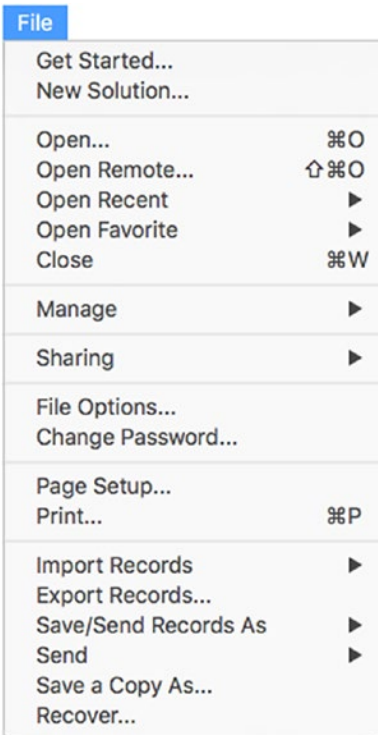 File
Get Started...
New Solution...
Open... ⌘O
Open Remote... ⇧⌘O
Open Recent ▶
Open Favorite ▶
Close ⌘W
Manage ▶
Sharing ▶
File Options...
Change Password...
Page Setup...
Print... ⌘P
Import Records ▶
Export Records...
Save/Send Records As ▶
Send ▶
Save a Copy As...
Recover...